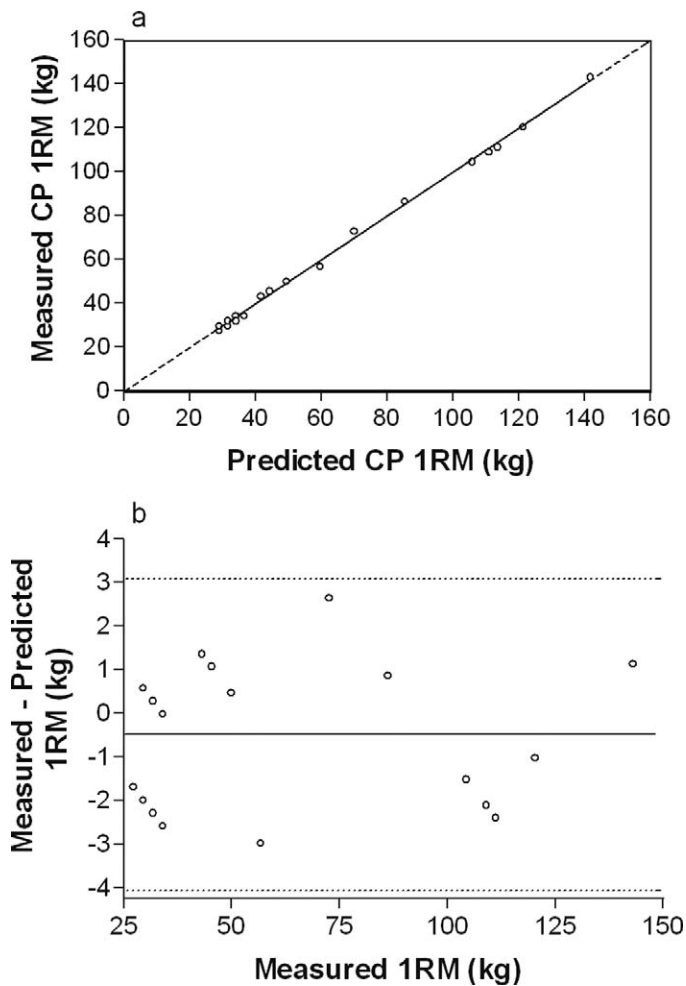 a
160
140
120
100
80
60
40
20
0
Measured CP 1RM (kg)
0 20 40 60 80 100 120 140 160
Predicted CP 1RM (kg)
b
4
3
2
1
0
-1
-2
-3
-4
Measured - Predicted
1RM (kg)
25 50 75 100 125 150
Measured 1RM (kg)